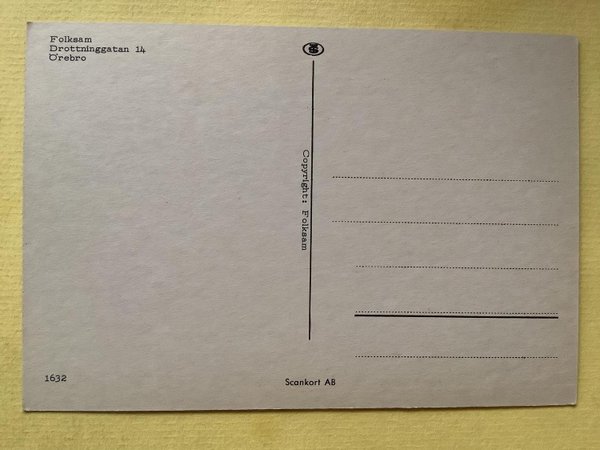 Folksam
Drottninggatan 14
Örebro
Copyright: Folksam
1632
Scankort AB